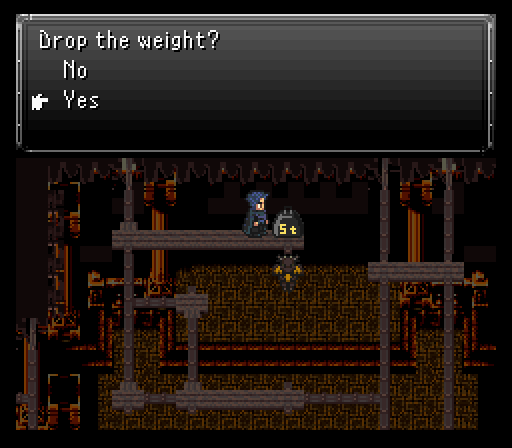 Drop the weight?
No
Yes
5t